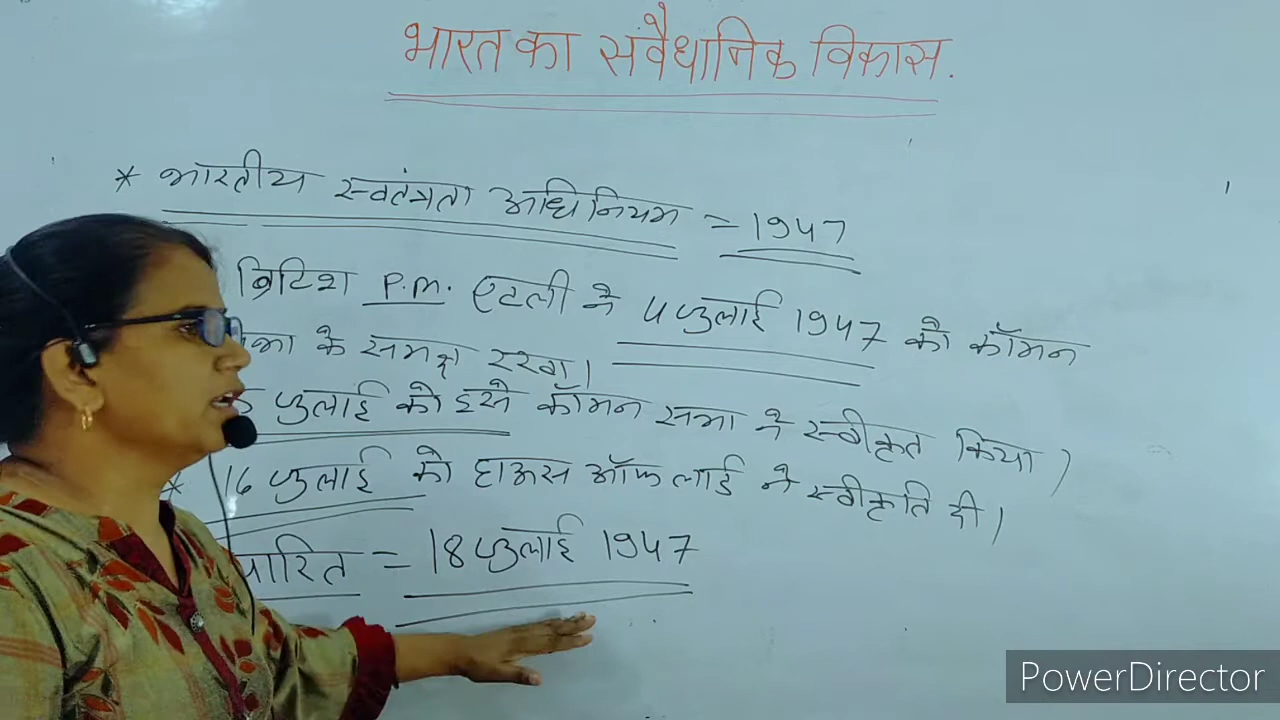 भारत का संवैधानिक विकास.
* भारतीय स्वतंत्रता अधिनियम = 1947
ब्रिटिश P.M. एटली ने 4 जुलाई 1947 को कॉमन
के समक्ष रखा।
जुलाई को इसे कॉमन सभा ने स्वीकृत किया।
* 16 जुलाई को हाऊस ऑफ लार्ड ने स्वीकृति दी।
पारित = 18 जुलाई 1947
PowerDirector